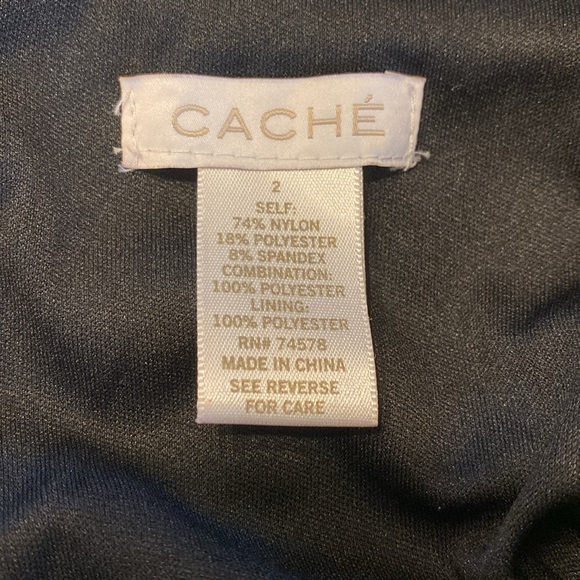 CACHÉ
2
SELF:
74% NYLON
18% POLYESTER
8% SPANDEX
COMBINATION:
100% POLYESTER
LINING:
100% POLYESTER
RN# 74578
MADE IN CHINA
SEE REVERSE
FOR CARE